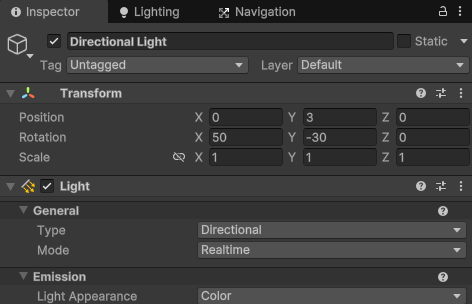 Inspector Lighting Navigation
Directional Light Static
Tag Untagged Layer Default
Transform
Position X 0 Y 3 Z 0
Rotation X 50 Y -30 Z 0
Scale X 1 Y 1 Z 1
Light
General
Type Directional
Mode Realtime
Emission
Light Appearance Color